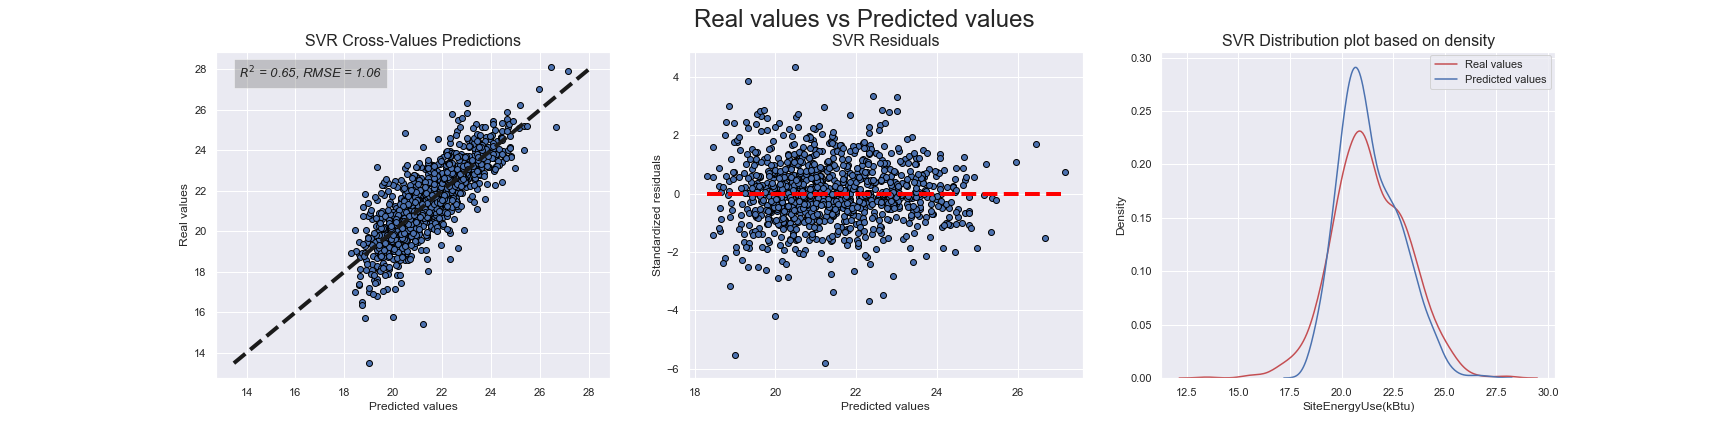 Real values vs Predicted values
SVR Cross-Values Predictions
R² = 0.65, RMSE = 1.06
28
26
24
22
20
18
16
14
Real values
14 16 18 20 22 24 26 28
Predicted values
SVR Residuals
4
2
0
−2
−4
−6
Standardized residuals
18 20 22 24 26
Predicted values
SVR Distribution plot based on density
Real values
Predicted values
0.30
0.25
0.20
0.15
0.10
0.05
0.00
Density
12.5 15.0 17.5 20.0 22.5 25.0 27.5 30.0
SiteEnergyUse(kBtu)